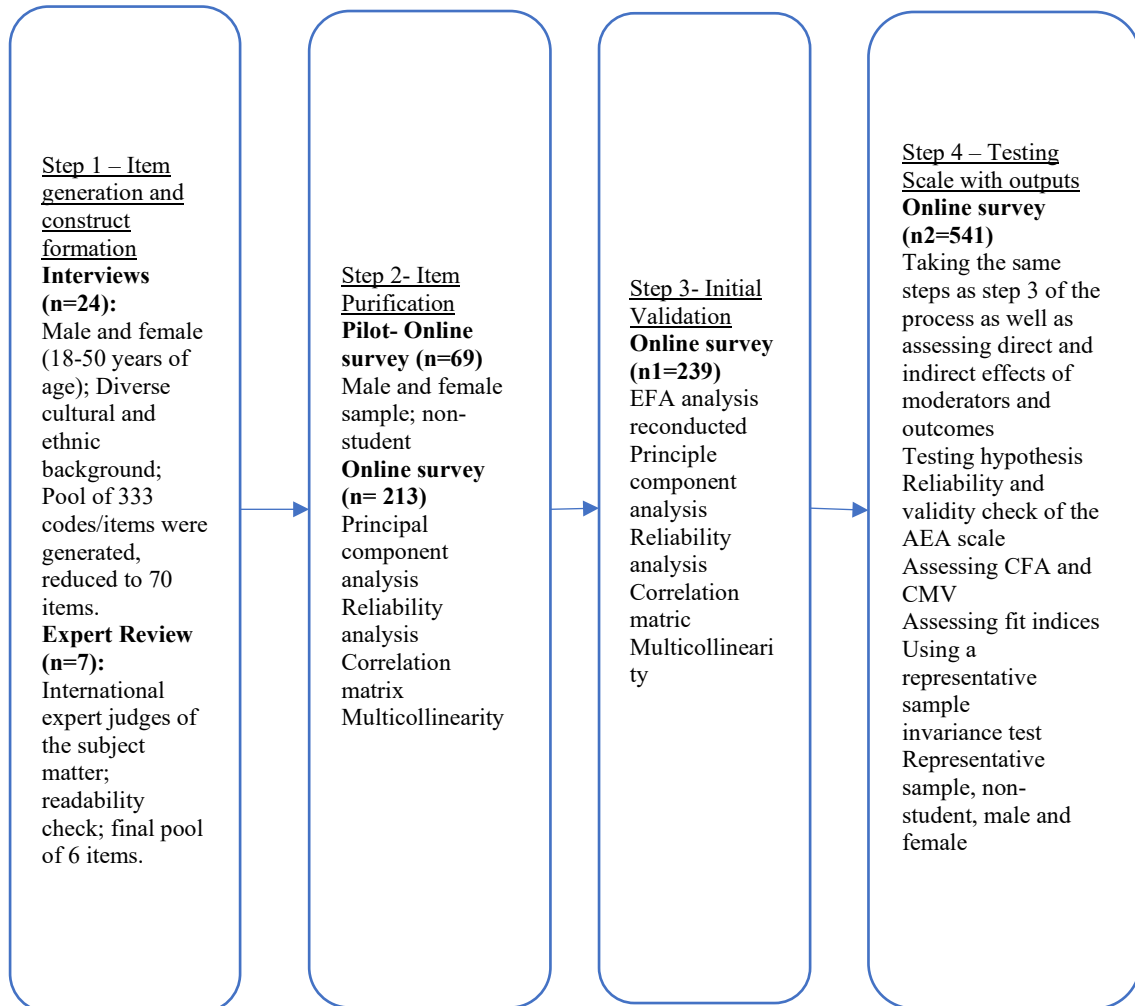 Step 1 – Item
generation and
construct
formation
Interviews
(n=24):
Male and female
(18-50 years of
age); Diverse
cultural and
ethnic
background;
Pool of 333
codes/items were
generated,
reduced to 70
items.
Expert Review
(n=7):
International
expert judges of
the subject
matter;
readability
check; final pool
of 6 items.
Step 2- Item
Purification
Pilot- Online
survey (n=69)
Male and female
sample; non-
student
Online survey
(n= 213)
Principal
component
analysis
Reliability
analysis
Correlation
matrix
Multicollinearity
Step 3- Initial
Validation
Online survey
(n1=239)
EFA analysis
reconducted
Principle
component
analysis
Reliability
analysis
Correlation
matric
Multicollineari
ty
Step 4 – Testing
Scale with outputs
Online survey
(n2=541)
Taking the same
steps as step 3 of the
process as well as
assessing direct and
indirect effects of
moderators and
outcomes
Testing hypothesis
Reliability and
validity check of the
AEA scale
Assessing CFA and
CMV
Assessing fit indices
Using a
representative
sample
invariance test
Representative
sample, non-
student, male and
female